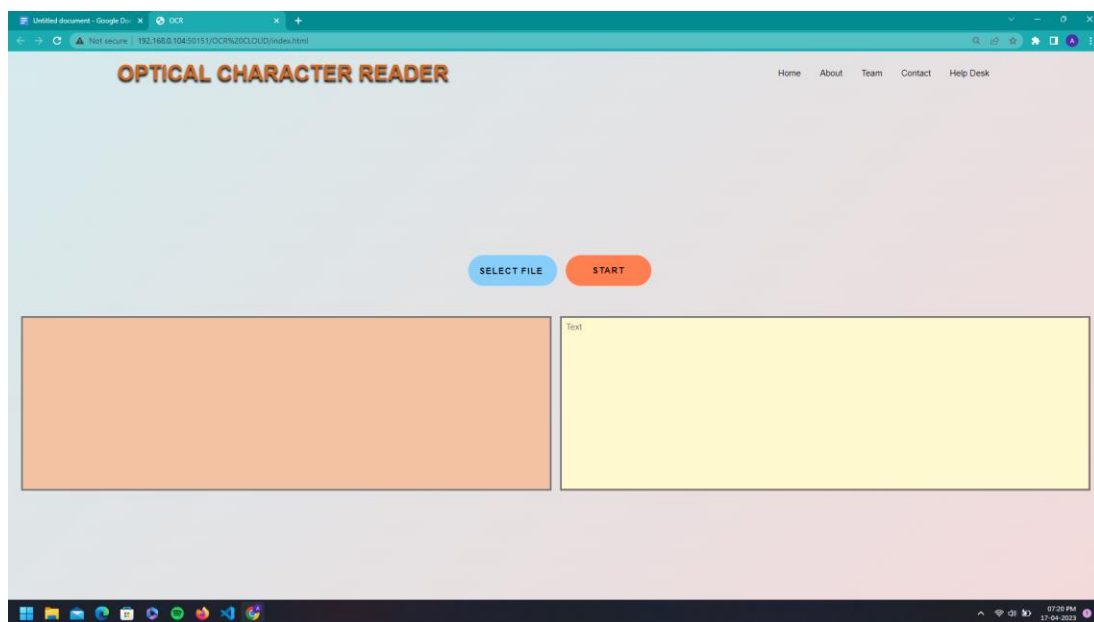 Untitled document - Google Doc
OCR
Not secure | 192.168.0.104:50151/OCR%20CLOUD/index.html
OPTICAL CHARACTER READER
Home About Team Contact Help Desk
SELECT FILE START
Text
07:20 PM
17-04-2023